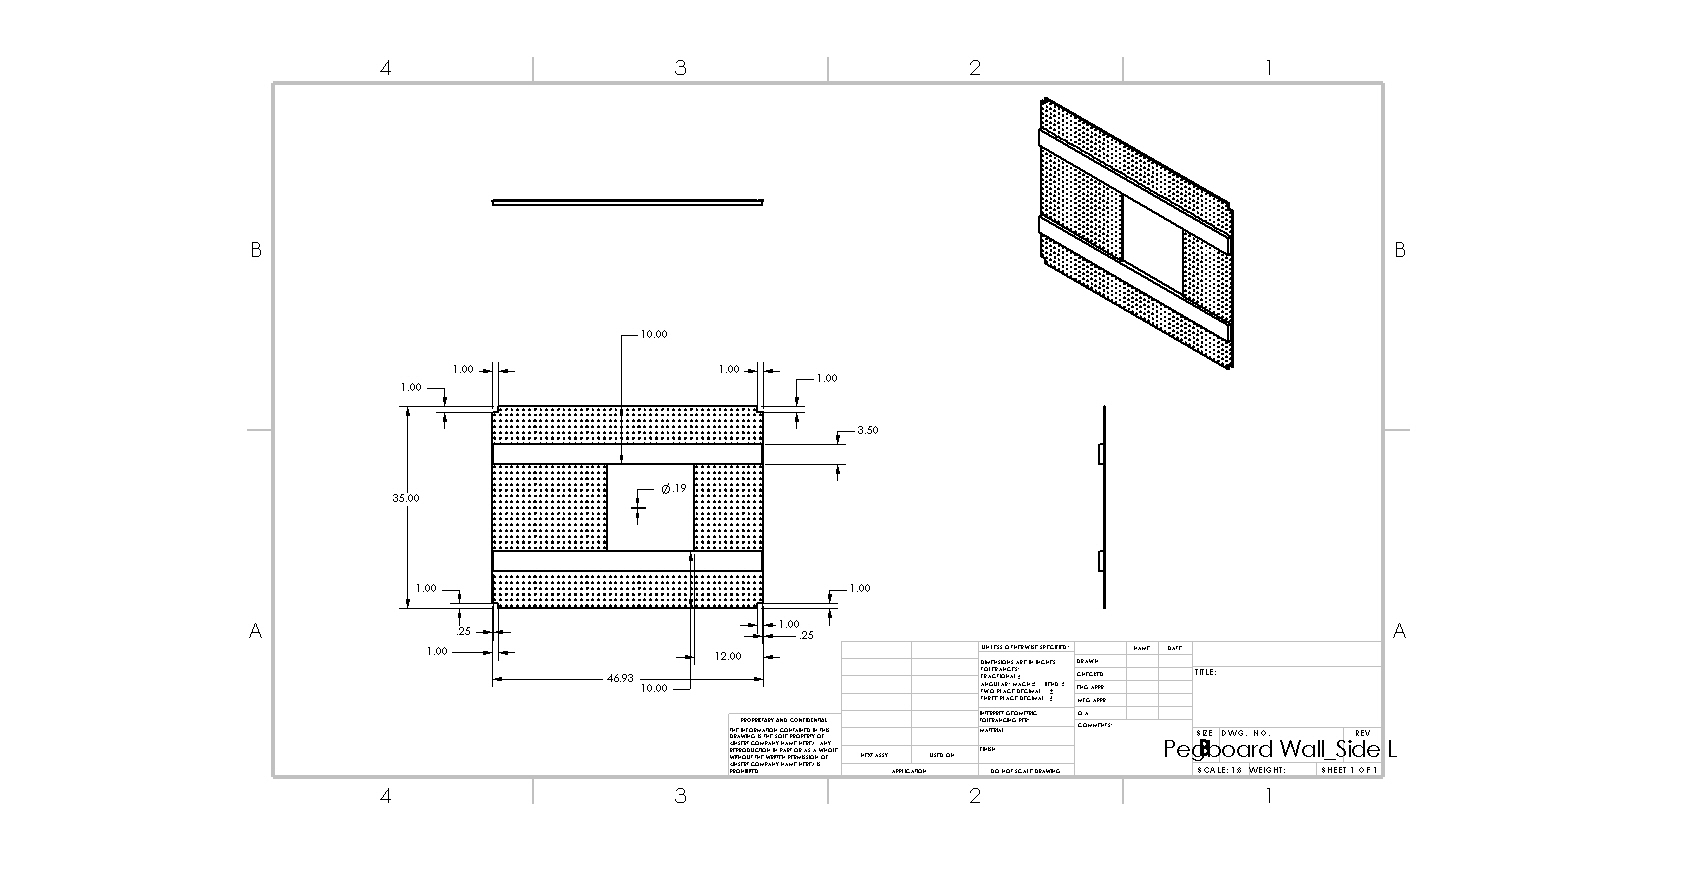 4 3 2 1
B B
10.00
1.00 1.00
1.00 1.00
3.50
Ø.19
35.00
1.00 1.00
.25 1.00
.25
1.00 12.00
46.93
10.00
A A
UNLESS OTHERWISE SPECIFIED:
DIMENSIONS ARE IN INCHES
TOLERANCES:
FRACTIONAL ±
ANGULAR: MACH ± BEND ±
TWO PLACE DECIMAL ±
THREE PLACE DECIMAL ±
INTERPRET GEOMETRIC
TOLERANCING PER:
MATERIAL
FINISH
DO NOT SCALE DRAWING
NAME DATE
DRAWN
CHECKED
ENG APPR.
MFG APPR.
Q.A.
COMMENTS:
PROPRIETARY AND CONFIDENTIAL
THE INFORMATION CONTAINED IN THIS
DRAWING IS THE SOLE PROPERTY OF
<INSERT COMPANY NAME HERE>. ANY
REPRODUCTION IN PART OR AS A WHOLE
WITHOUT THE WRITTEN PERMISSION OF
<INSERT COMPANY NAME HERE> IS
PROHIBITED.
NEXT ASSY USED ON
APPLICATION
TITLE:
SIZE DWG. NO. REV
B
Pegboard Wall_Side L
SCALE: 1:8 WEIGHT: SHEET 1 OF 1
4 3 2 1